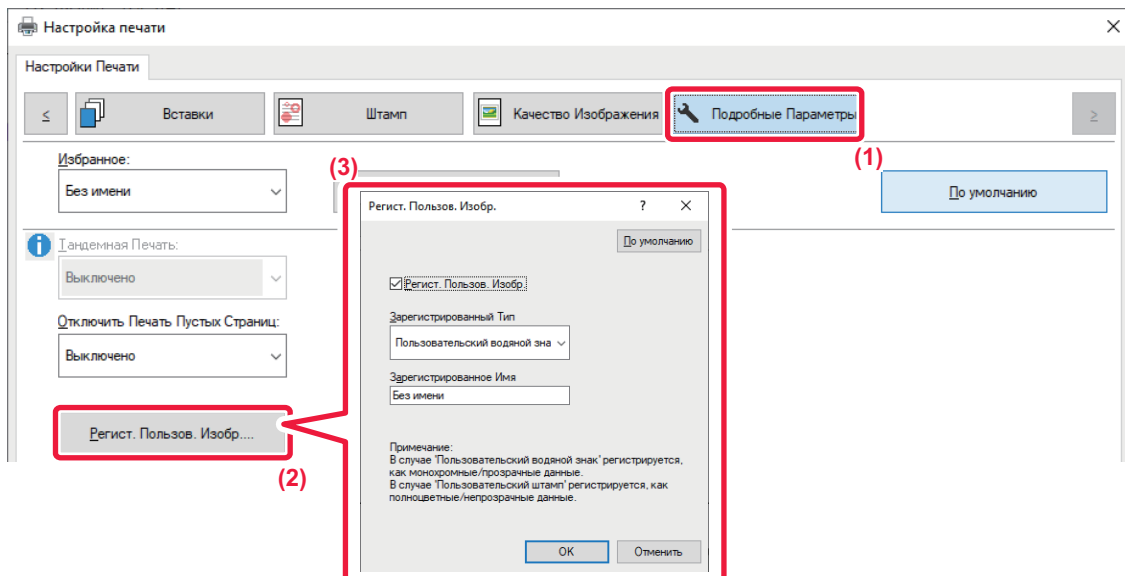 Настройка печати
Настройки Печати
≤
Вставки
Штамп
Качество Изображения
Подробные Параметры
≥
(1)
Избранное:
Без имени
(3)
По умолчанию
Тандемная Печать:
Выключено
Отключить Печать Пустых Страниц:
Выключено
Регист. Пользов. Изобр....
(2)
Регист. Пользов. Изобр.
?
По умолчанию
Регист. Пользов. Изобр.
Зарегистрированный Тип
Пользовательский водяной зна
Зарегистрированное Имя
Без имени
Примечание:
В случае 'Пользовательский водяной знак' регистрируется,
как монохромные/прозрачные данные.
В случае 'Пользовательский штамп' регистрируется, как
полноцветные/непрозрачные данные.
OK
Отменить